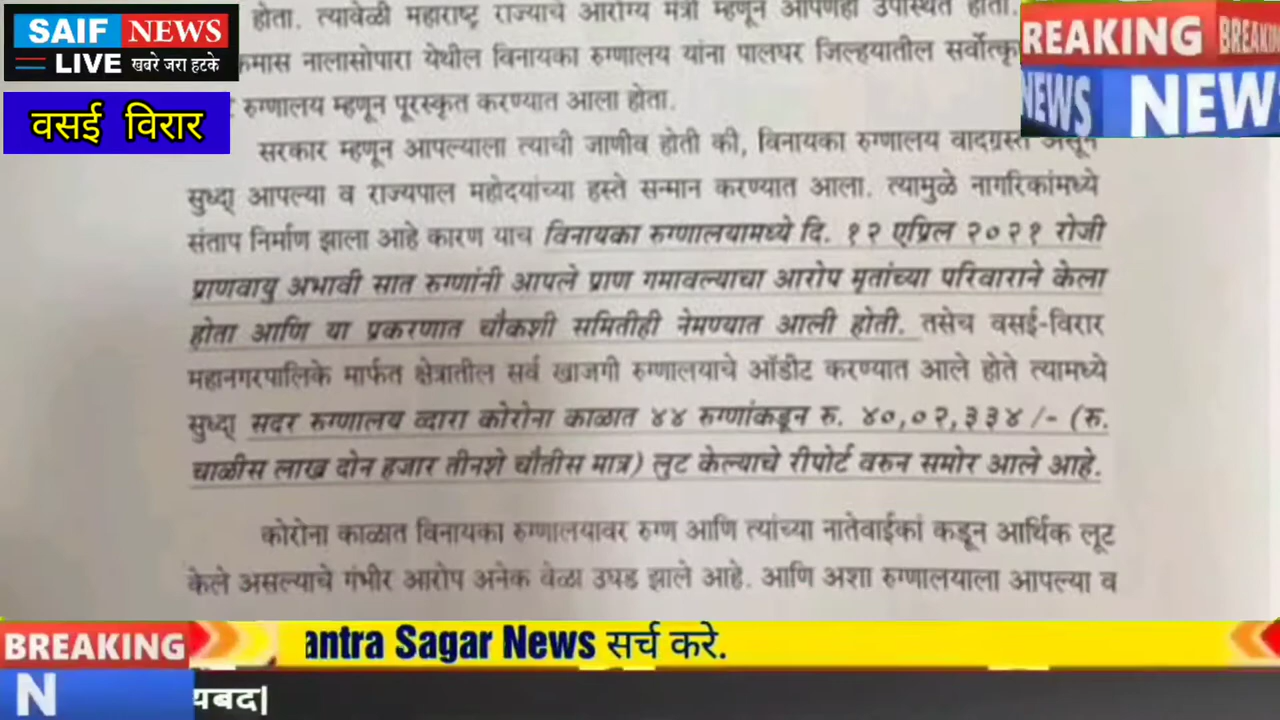 होता. त्यावेळी महाराष्ट्र राज्याचे आरोग्य मंत्री म्हणून आपणही उपस्थित होता.
SAIF NEWS
LIVE खबरे जरा हटके
REAKING BREAKIN
NEWS NEW
नालासोपारा येथील विनायका रुग्णालय यांना पालघर जिल्हयातील
रुग्णालय म्हणून पूरस्कृत करण्यात आला होता.
वसई विरार
सरकार म्हणून आपल्याला त्याची जाणीव होती की, विनायका रुग्णालय वादग्रस्त असून
सुध्दा आपल्या व राज्यपाल महोदयांच्या हस्ते सन्मान करण्यात आला. त्यामुळे नागरिकांमध्ये
संताप निर्माण झाला आहे कारण याच विनायका रुग्णालयामध्ये दि. १२ एप्रिल २०२१ रोजी
प्राणवायु अभावी सात रुग्णांनी आपले प्राण गमावल्याचा आरोप मृतांच्या परिवाराने केला
होता आणि या प्रकरणात चौकशी समितीही नेमण्यात आली होती. तसेच वसई-विरार
महानगरपालिके मार्फत क्षेत्रातील सर्व खाजगी रुग्णालयाचे ऑडीट करण्यात आले होते त्यामध्ये
सुध्दा सदर रुग्णालय व्दारा कोरोना काळात ४४ रुग्णांकडून रु. ४०,०२,३३४/- (रु.
चाळीस लाख दोन हजार तीनशे चौतीस मात्र) लुट केल्याचे रीपोर्ट वरुन समोर आले आहे.
कोरोना काळात विनायका रुग्णालयावर रुग्ण आणि त्यांच्या नातेवाईकां कडून आर्थिक लूट
केले असल्याचे गंभीर आरोप अनेक वेळा उघड झाले आहे. आणि अशा रुग्णालयाला आपल्या व
BREAKING
antra Sagar News सर्च करे.
N
यबद|